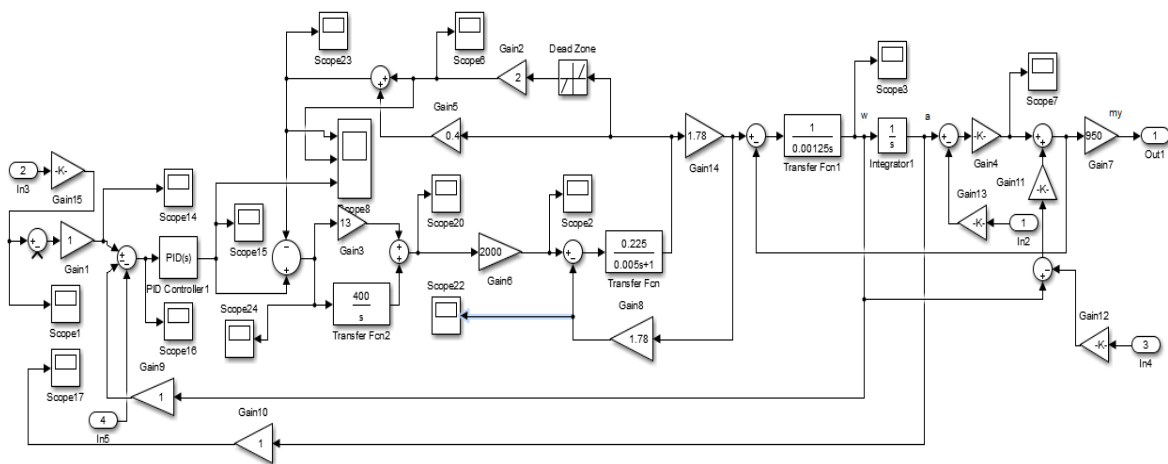 Scope23
Scope6
Gain2
2
Dead Zone
Gain5
0.4
Scope3
Scope7
my
1.78
Gain14
1
0.00125s
Transfer Fcn1
w
1
s
Integrator1
a
-K-
Gain4
950
Gain7
1
Out1
2
In3
-K-
Gain15
Scope14
1
Gain1
PID(s)
PID Controller1
Scope15
Scope8
13
Gain3
Scope20
Scope2
Gain11
-K-
Gain13
-K-
1
In2
2000
Gain6
0.225
0.005s+1
Transfer Fcn
400
s
Transfer Fcn2
Scope24
Scope22
Gain8
1.78
Scope1
Scope16
Scope17
Gain9
1
4
In5
Gain10
1
Gain12
-K-
3
In4